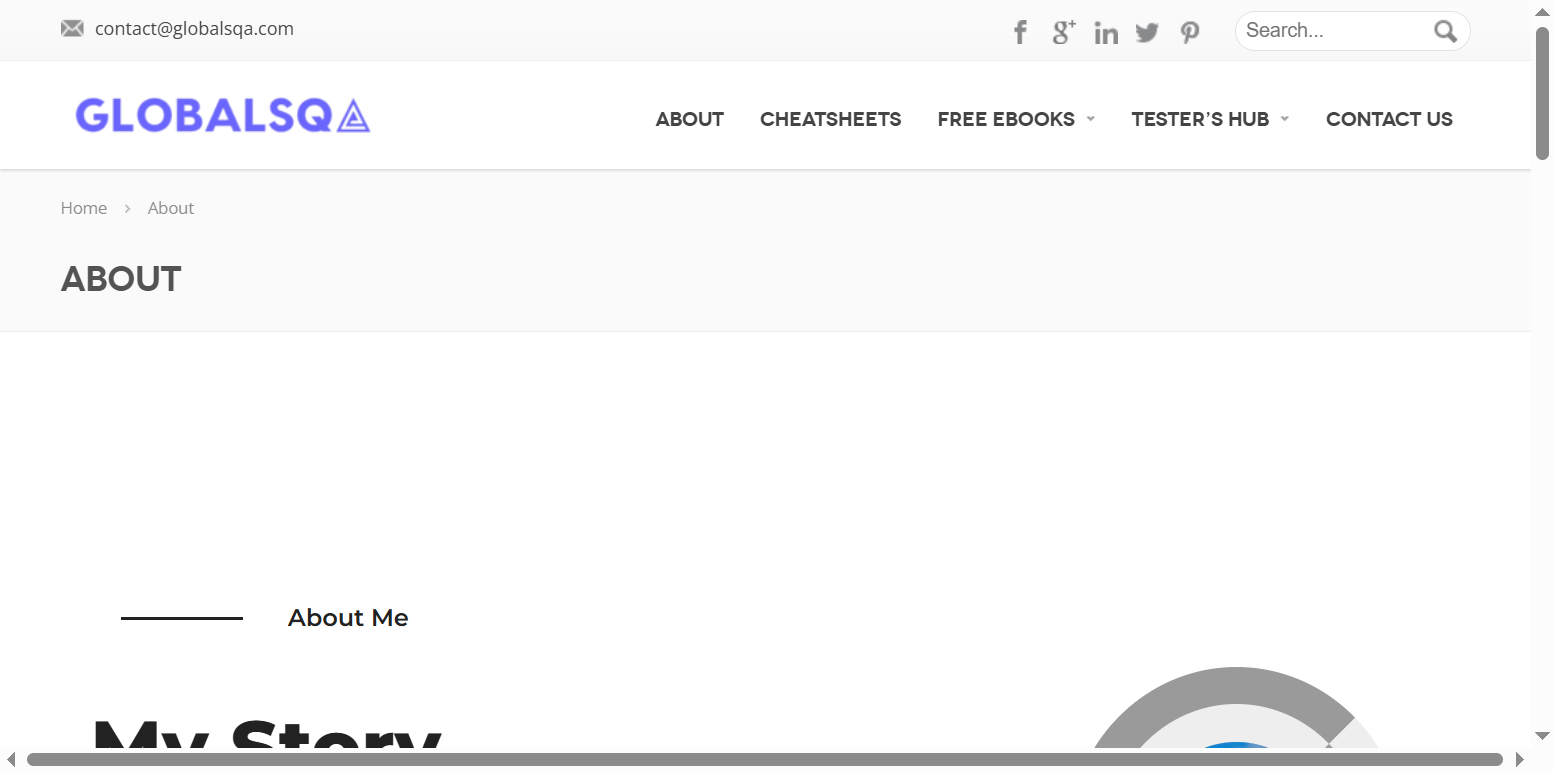 contact@globalsqa.com
Search...
GLOBALSQA
ABOUT CHEATSHEETS FREE EBOOKS TESTER'S HUB CONTACT US
Home > About
ABOUT
About Me
My Story